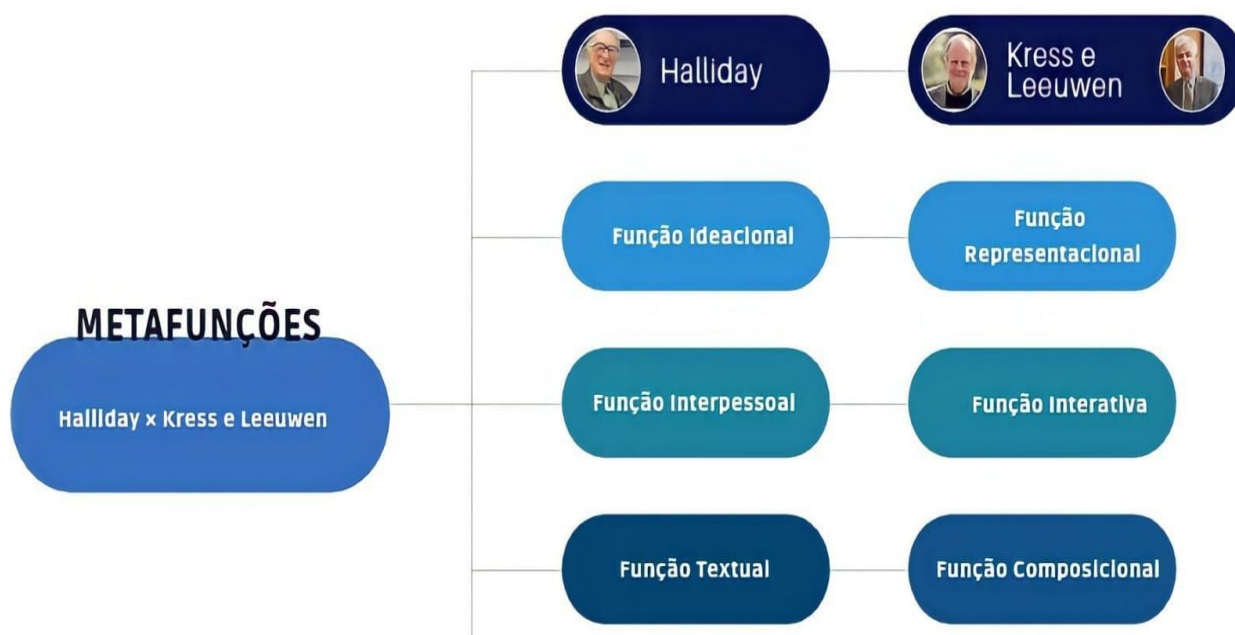 Halliday
Kress e
Leeuwen
Função Ideacional
Função
Representacional
METAFUNÇÕES
Halliday × Kress e Leeuwen
Função Interpessoal
Função Interativa
Função Textual
Função Composicional